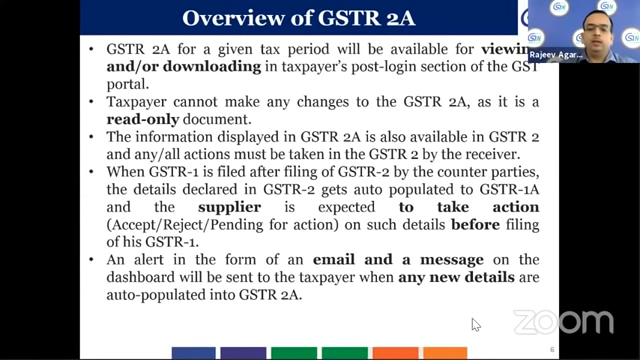 Overview of GSTR 2A
• GSTR 2A for a given tax period will be available for viewing
and/or downloading in taxpayer's post-login section of the GST
portal.
• Taxpayer cannot make any changes to the GSTR 2A, as it is a
read-only document.
• The information displayed in GSTR 2A is also available in GSTR 2
and any/all actions must be taken in the GSTR 2 by the receiver.
• When GSTR-1 is filed after filing of GSTR-2 by the counter parties,
the details declared in GSTR-2 gets auto populated to GSTR-1A
and the supplier is expected to take action
(Accept/Reject/Pending for action) on such details before filing
of his GSTR-1.
• An alert in the form of an email and a message on the
dashboard will be sent to the taxpayer when any new details are
auto-populated into GSTR 2A.
Rajeev Agar...
zoom
6